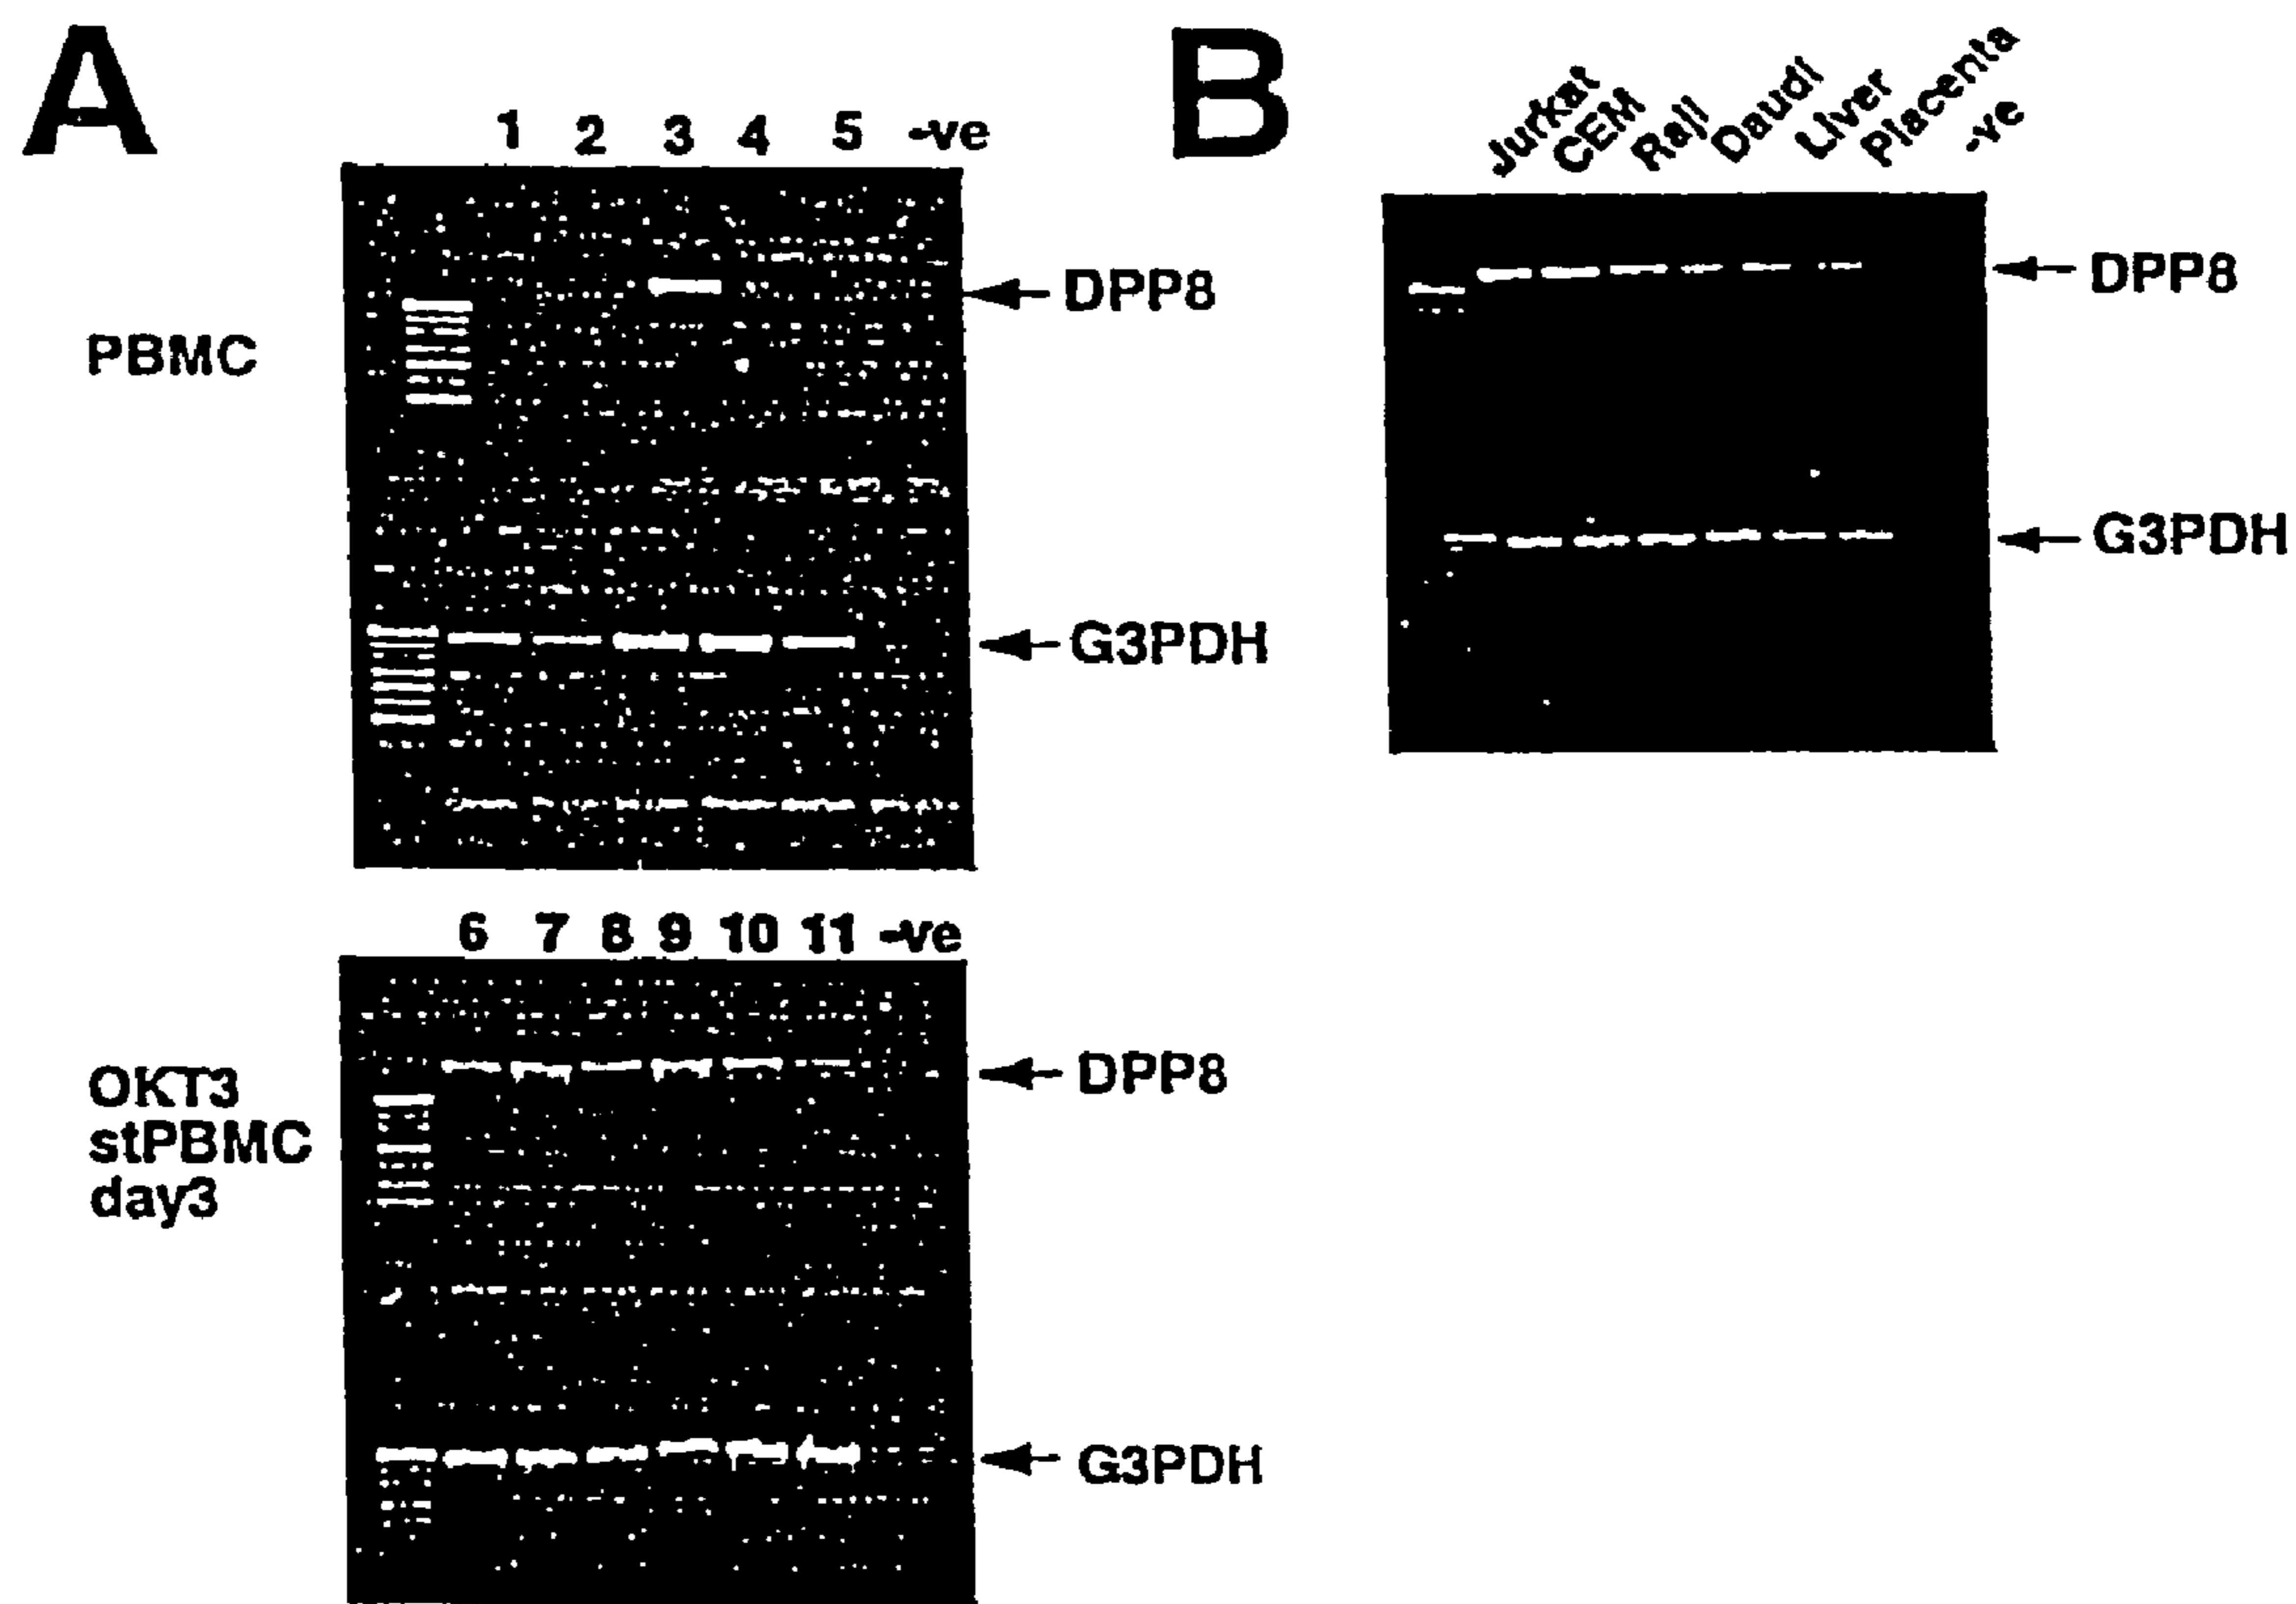 A
1 2 3 4 5 -ve
PBMC
DPP8
G3PDH
6 7 8 9 10 11 -ve
OKT3
stPBMC
day3
DPP8
G3PDH
B
Jurkat
CEM
Raji
Daudi
Liver
Placenta
-ve
DPP8
G3PDH